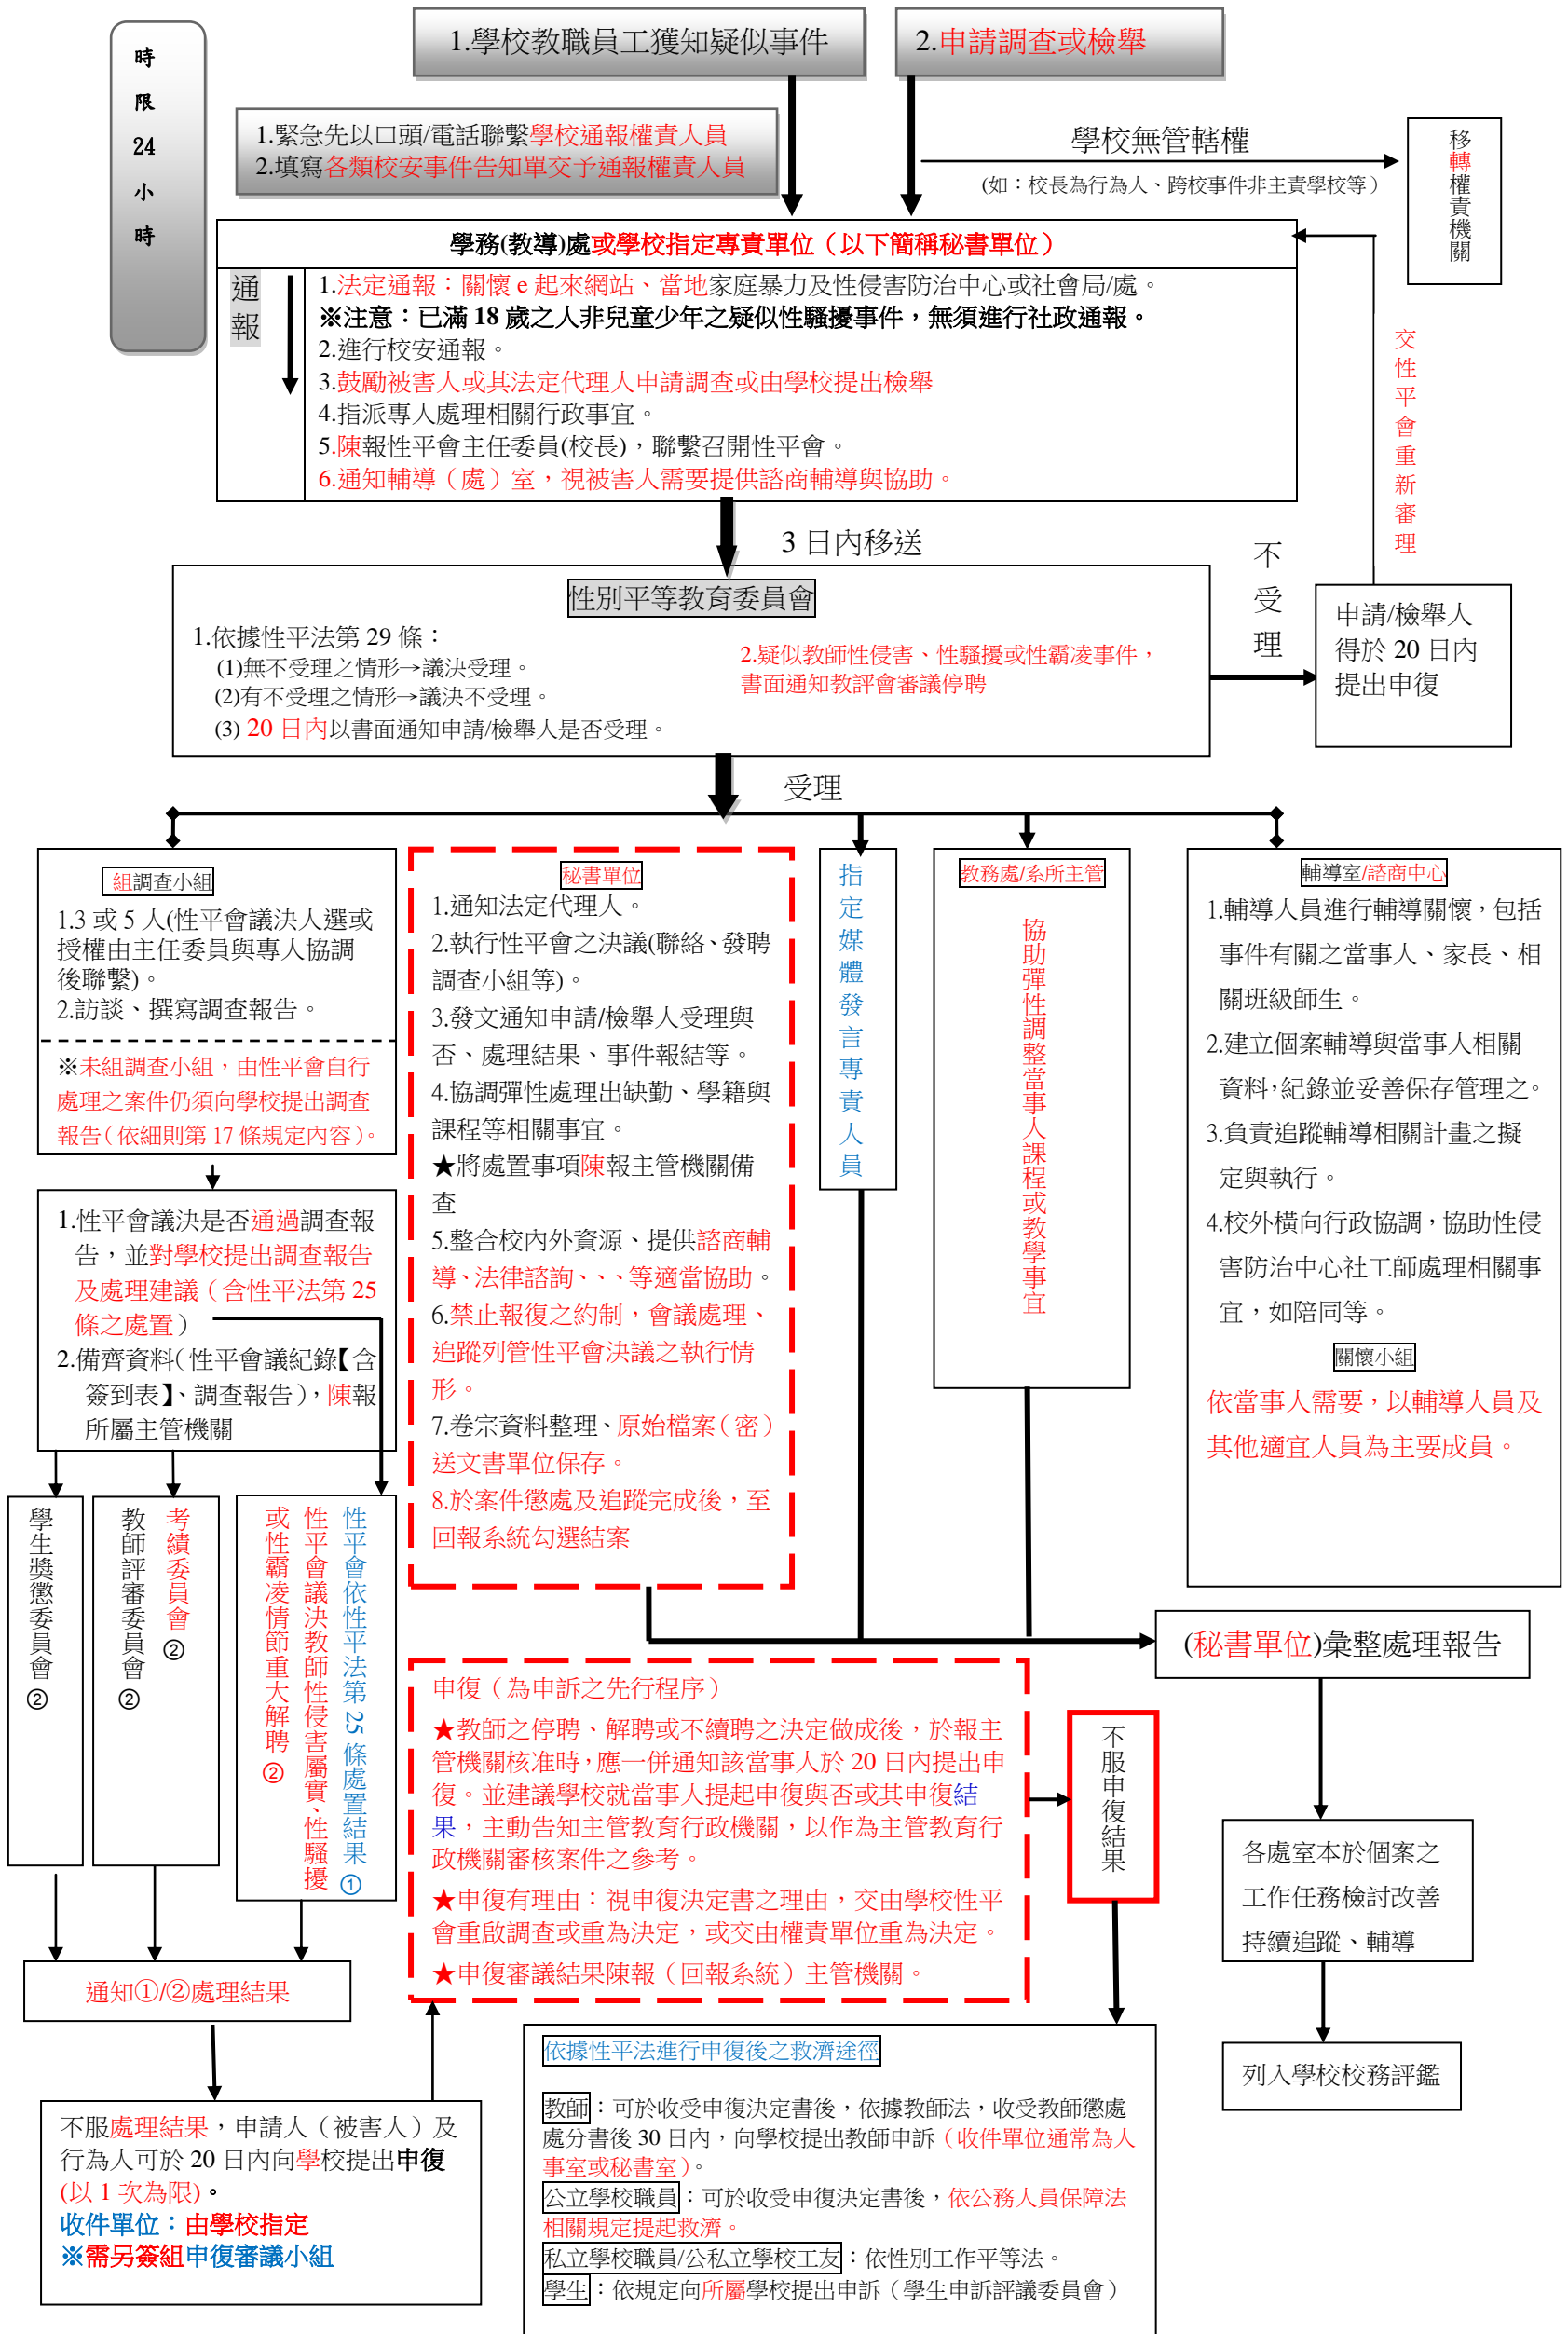 時
限
24
小
時
1.學校教職員工獲知疑似事件
2.申請調查或檢舉
1.緊急先以口頭/電話聯繫學校通報權責人員
2.填寫各類校安事件告知單交予通報權責人員
學校無管轄權
(如：校長為行為人、跨校事件非主責學校等)
移轉權責機關
學務(教導)處或學校指定專責單位（以下簡稱秘書單位）
通報
1.法定通報：關懷 e 起來網站、當地家庭暴力及性侵害防治中心或社會局/處。
※注意：已滿 18 歲之人非兒童少年之疑似性騷擾事件，無須進行社政通報。
2.進行校安通報。
3.鼓勵被害人或其法定代理人申請調查或由學校提出檢舉
4.指派專人處理相關行政事宜。
5.陳報性平會主任委員(校長)，聯繫召開性平會。
6.通知輔導（處）室，視被害人需要提供諮商輔導與協助。
交性平會重新審理
3 日內移送
性別平等教育委員會
1.依據性平法第 29 條：
(1)無不受理之情形→議決受理。
(2)有不受理之情形→議決不受理。
(3) 20 日內以書面通知申請/檢舉人是否受理。
2.疑似教師性侵害、性騷擾或性霸凌事件，
書面通知教評會審議停聘
不受理
申請/檢舉人
得於 20 日內
提出申復
受理
組調查小組
1.3 或 5 人(性平會議決人選或
授權由主任委員與專人協調
後聯繫)。
2.訪談、撰寫調查報告。
※未組調查小組，由性平會自行
處理之案件仍須向學校提出調查
報告（依細則第 17 條規定內容）。
1.性平會議決是否通過調查報
告，並對學校提出調查報告
及處理建議（含性平法第 25
條之處置）
2.備齊資料（性平會議紀錄【含
簽到表】、調查報告），陳報
所屬主管機關
學生獎懲委員會②
考績委員會②
教師評審委員會②
性平會依性平法第 25 條處置結果①
性平會議決教師性侵害屬實、性騷擾
或性霸凌情節重大解聘②
通知①/②處理結果
不服處理結果，申請人（被害人）及
行為人可於 20 日內向學校提出申復
(以 1 次為限)。
收件單位：由學校指定
※需另簽組申復審議小組
秘書單位
1.通知法定代理人。
2.執行性平會之決議(聯絡、發聘
調查小組等)。
3.發文通知申請/檢舉人受理與
否、處理結果、事件報結等。
4.協調彈性處理出缺勤、學籍與
課程等相關事宜。
★將處置事項陳報主管機關備
查
5.整合校內外資源、提供諮商輔
導、法律諮詢、、、等適當協助。
6.禁止報復之約制，會議處理、
追蹤列管性平會決議之執行情
形。
7.卷宗資料整理、原始檔案（密）
送文書單位保存。
8.於案件懲處及追蹤完成後，至
回報系統勾選結案
指定媒體發言專責人員
教務處/系所主管
協助彈性調整當事人課程或教學事宜
輔導室/諮商中心
1.輔導人員進行輔導關懷，包括
事件有關之當事人、家長、相
關班級師生。
2.建立個案輔導與當事人相關
資料，紀錄並妥善保存管理之。
3.負責追蹤輔導相關計畫之擬
定與執行。
4.校外橫向行政協調，協助性侵
害防治中心社工師處理相關事
宜，如陪同等。
關懷小組
依當事人需要，以輔導人員及
其他適宜人員為主要成員。
(秘書單位)彙整處理報告
申復（為申訴之先行程序）
★教師之停聘、解聘或不續聘之決定做成後，於報主
管機關核准時，應一併通知該當事人於 20 日內提出申
復。並建議學校就當事人提起申復與否或其申復結
果，主動告知主管教育行政機關，以作為主管教育行
政機關審核案件之參考。
★申復有理由：視申復決定書之理由，交由學校性平
會重啟調查或重為決定，或交由權責單位重為決定。
★申復審議結果陳報（回報系統）主管機關。
不服申復結果
各處室本於個案之
工作任務檢討改善
持續追蹤、輔導
列入學校校務評鑑
依據性平法進行申復後之救濟途徑
教師：可於收受申復決定書後，依據教師法，收受教師懲處
處分書後 30 日內，向學校提出教師申訴（收件單位通常為人
事室或秘書室）。
公立學校職員：可於收受申復決定書後，依公務人員保障法
相關規定提起救濟。
私立學校職員/公私立學校工友：依性別工作平等法。
學生：依規定向所屬學校提出申訴（學生申訴評議委員會）